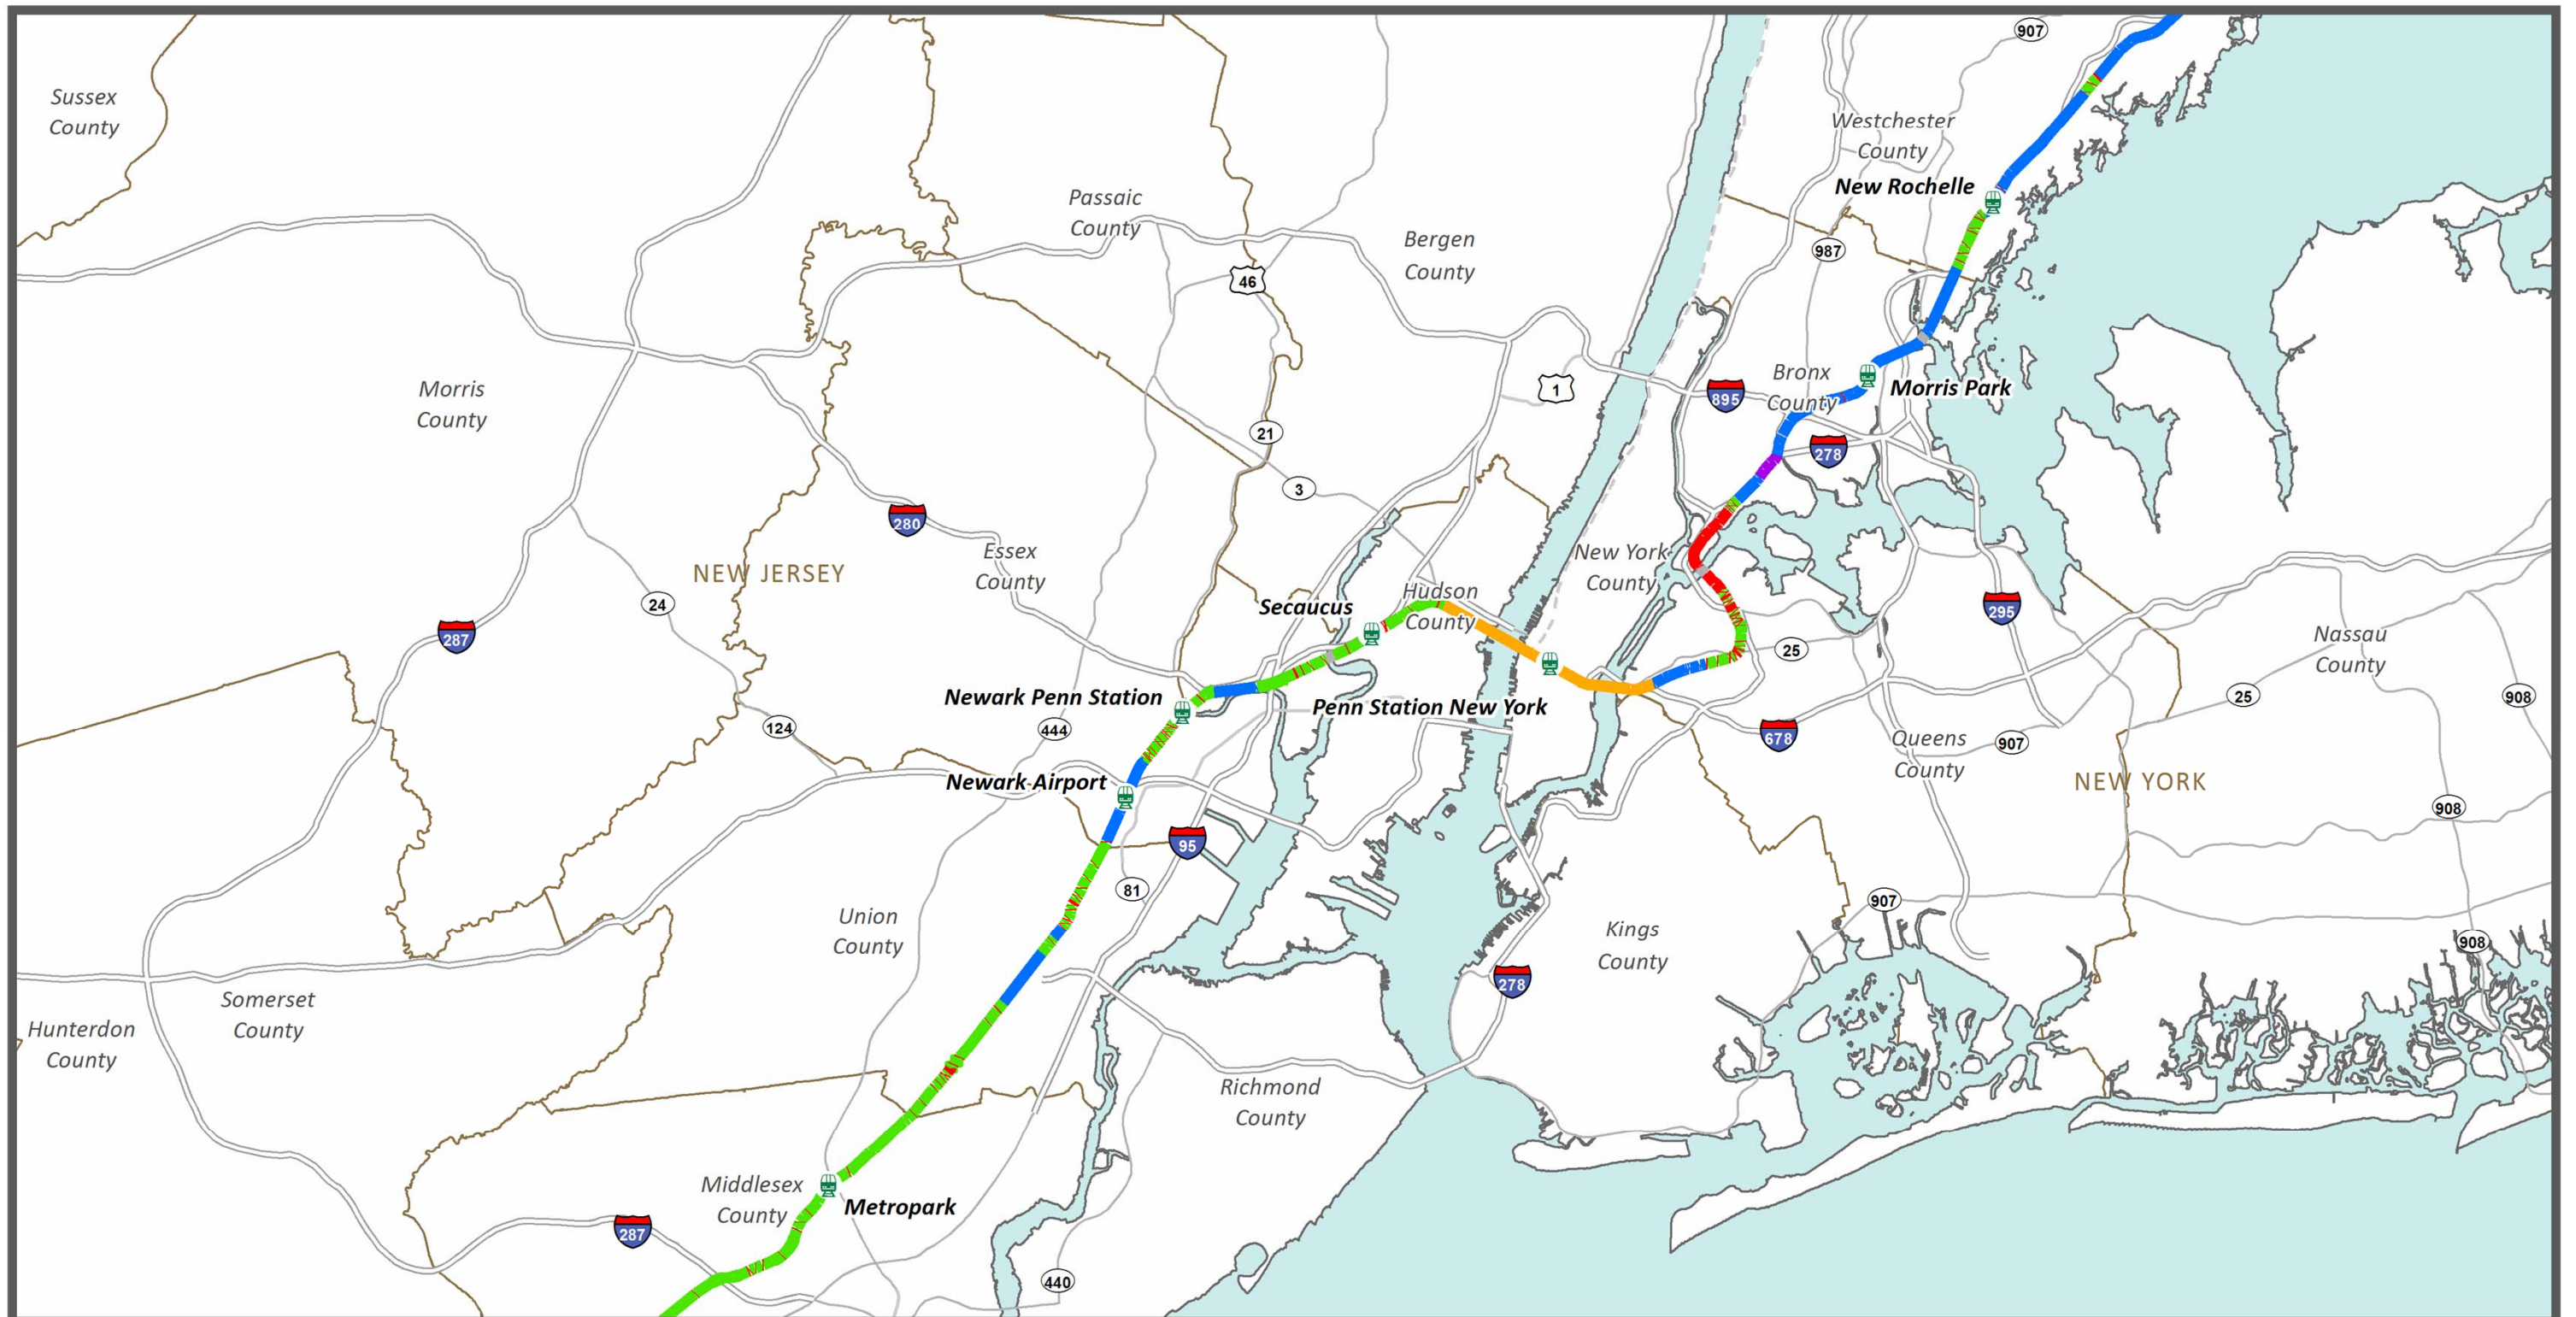 907
Sussex
County
Westchester
County
New Rochelle
Passaic
County
Bergen
County
987
46
1
Bronx
County
895
Morris Park
Morris
County
21
278
3
280
Essex
County
New York
County
NEW JERSEY
Hudson
County
24
Secaucus
295
287
25
Nassau
County
Newark Penn Station
Penn Station New York
25
908
124
444
678
Queens
County
907
Newark Airport
NEW YORK
908
95
81
907
Union
County
Kings
County
908
278
Somerset
County
Hunterdon
County
Richmond
County
Middlesex
County
Metropark
287
440